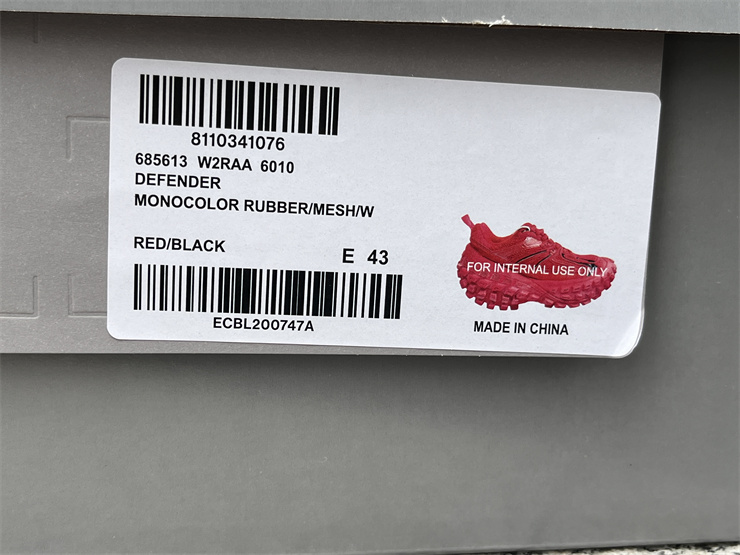 8110341076
685613 W2RAA 6010
DEFENDER
MONOCOLOR RUBBER/MESH/W
RED/BLACK
E 43
ECBL200747A
FOR INTERNAL USE ONLY
MADE IN CHINA